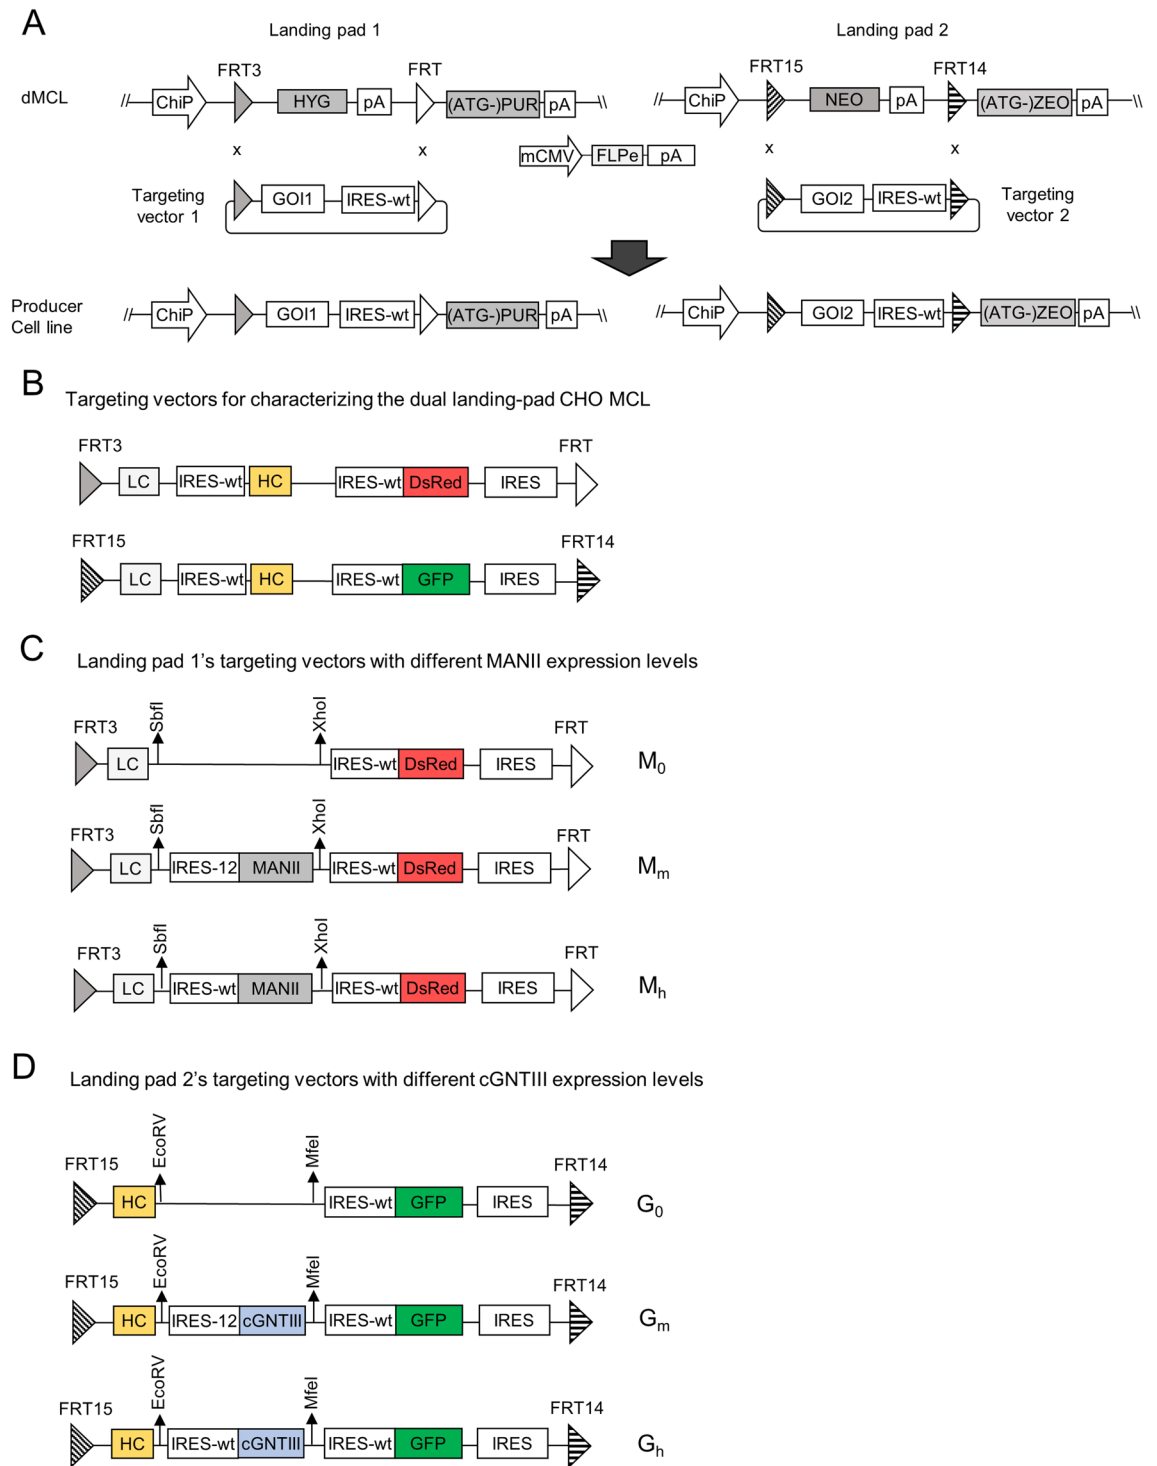 A
Landing pad 1
Landing pad 2
FRT3
FRT
FRT15
FRT14
dMCL
// ChiP HYG pA (ATG-)PUR pA \\
// ChiP NEO pA (ATG-)ZEO pA \\
x
x
x
x
mCMV FLPe pA
Targeting
vector 1
GOI1 IRES-wt
GOI2 IRES-wt
Targeting
vector 2
Producer
Cell line
// ChiP GOI1 IRES-wt (ATG-)PUR pA \\
// ChiP GOI2 IRES-wt (ATG-)ZEO pA \\
B
Targeting vectors for characterizing the dual landing-pad CHO MCL
FRT3
FRT
LC IRES-wt HC IRES-wt DsRed IRES
FRT15
FRT14
LC IRES-wt HC IRES-wt GFP IRES
C
Landing pad 1's targeting vectors with different MANII expression levels
FRT3
SbfI
XhoI
FRT
LC IRES-wt DsRed IRES
M0
FRT3
SbfI
XhoI
FRT
LC IRES-12 MANII IRES-wt DsRed IRES
Mm
FRT3
SbfI
XhoI
FRT
LC IRES-wt MANII IRES-wt DsRed IRES
Mh
D
Landing pad 2's targeting vectors with different cGNTIII expression levels
FRT15
EcoRV
MfeI
FRT14
HC IRES-wt GFP IRES
G0
FRT15
EcoRV
MfeI
FRT14
HC IRES-12 cGNTIII IRES-wt GFP IRES
Gm
FRT15
EcoRV
MfeI
FRT14
HC IRES-wt cGNTIII IRES-wt GFP IRES
Gh